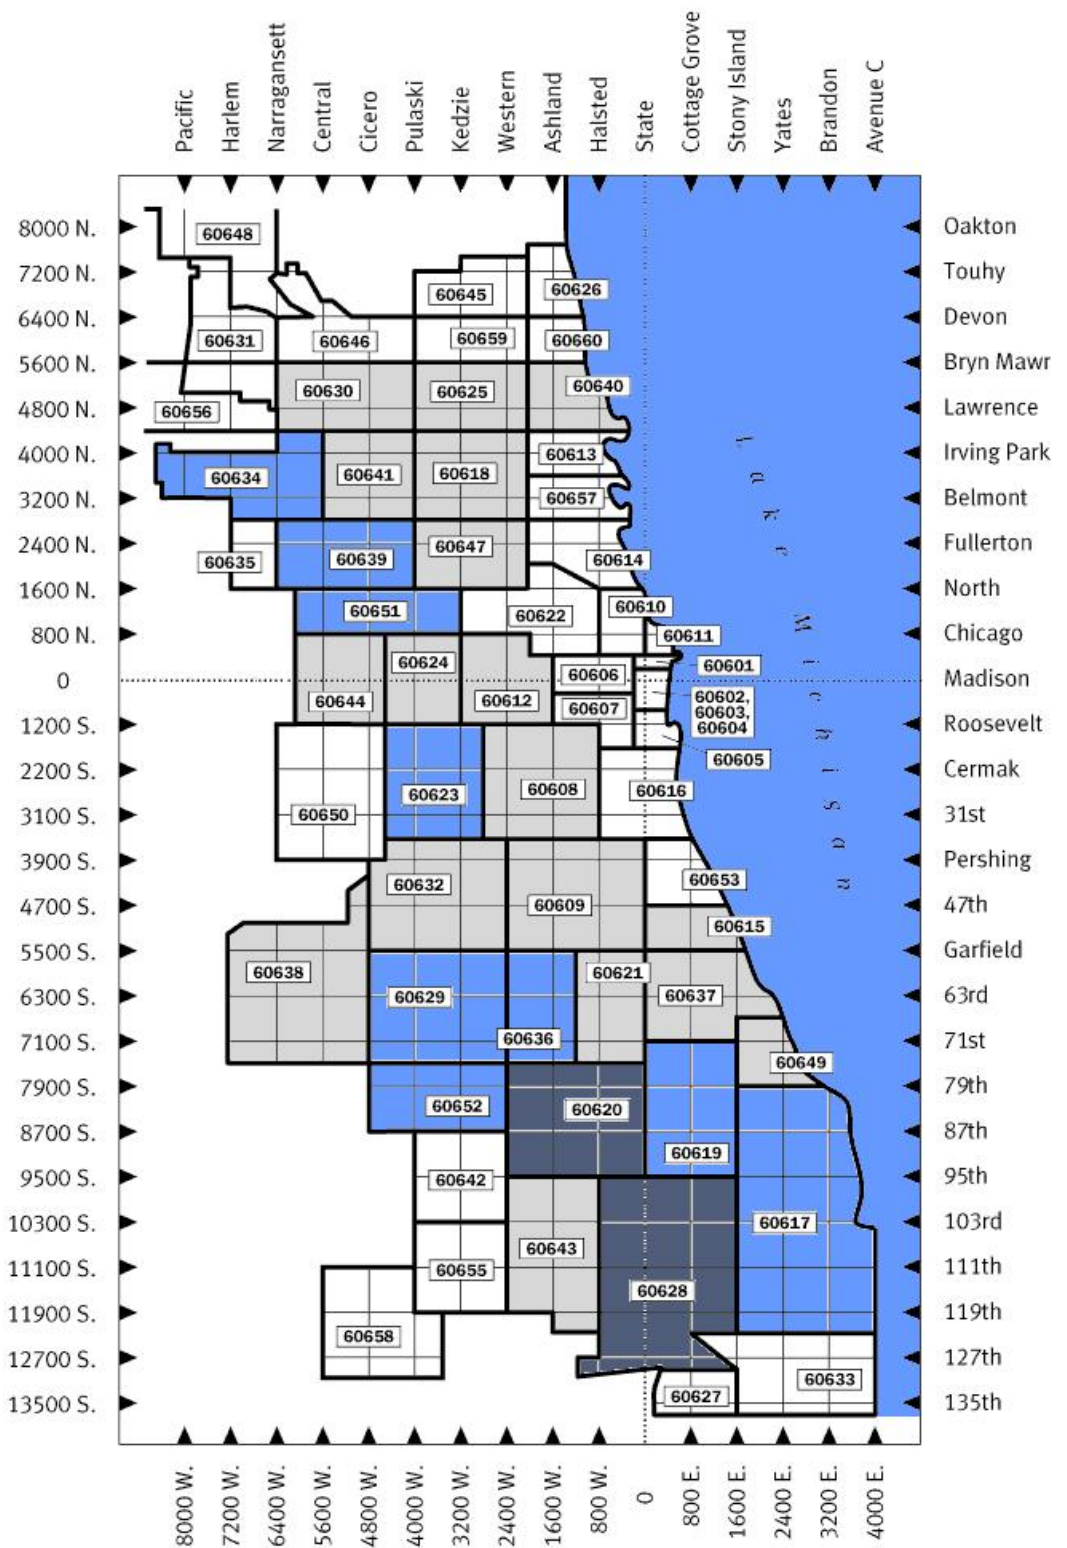 Pacific
Harlem
Narragansett
Central
Cicero
Pulaski
Kedzie
Western
Ashland
Halsted
State
Cottage Grove
Stony Island
Yates
Brandon
Avenue C
8000 N.
60648
Oakton
7200 N.
60645
60626
Touhy
6400 N.
Devon
60631
60646
60659
60660
5600 N.
Bryn Mawr
60630
60625
60640
4800 N.
60656
Lawrence
4000 N.
60613
Irving Park
60634
60641
60618
3200 N.
60657
Belmont
2400 N.
60647
Fullerton
60635
60639
60614
1600 N.
North
60651
60622
60610
800 N.
60611
Chicago
60624
60601
0
60606
Madison
60644
60612
60607
60602,
60603,
60604
1200 S.
Roosevelt
60605
2200 S.
Cermak
60623
60608
60616
3100 S.
60650
31st
3900 S.
Pershing
60632
60653
4700 S.
60609
47th
60615
5500 S.
Garfield
60638
60621
6300 S.
60629
60637
63rd
7100 S.
60636
71st
60649
7900 S.
79th
60652
60620
8700 S.
87th
60619
9500 S.
60642
95th
10300 S.
60617
103rd
60643
11100 S.
60655
111th
60628
11900 S.
119th
60658
12700 S.
127th
60633
13500 S.
60627
135th
Lake Michigan
8000 W.
7200 W.
6400 W.
5600 W.
4800 W.
4000 W.
3200 W.
2400 W.
1600 W.
800 W.
0
800 E.
1600 E.
2400 E.
3200 E.
4000 E.